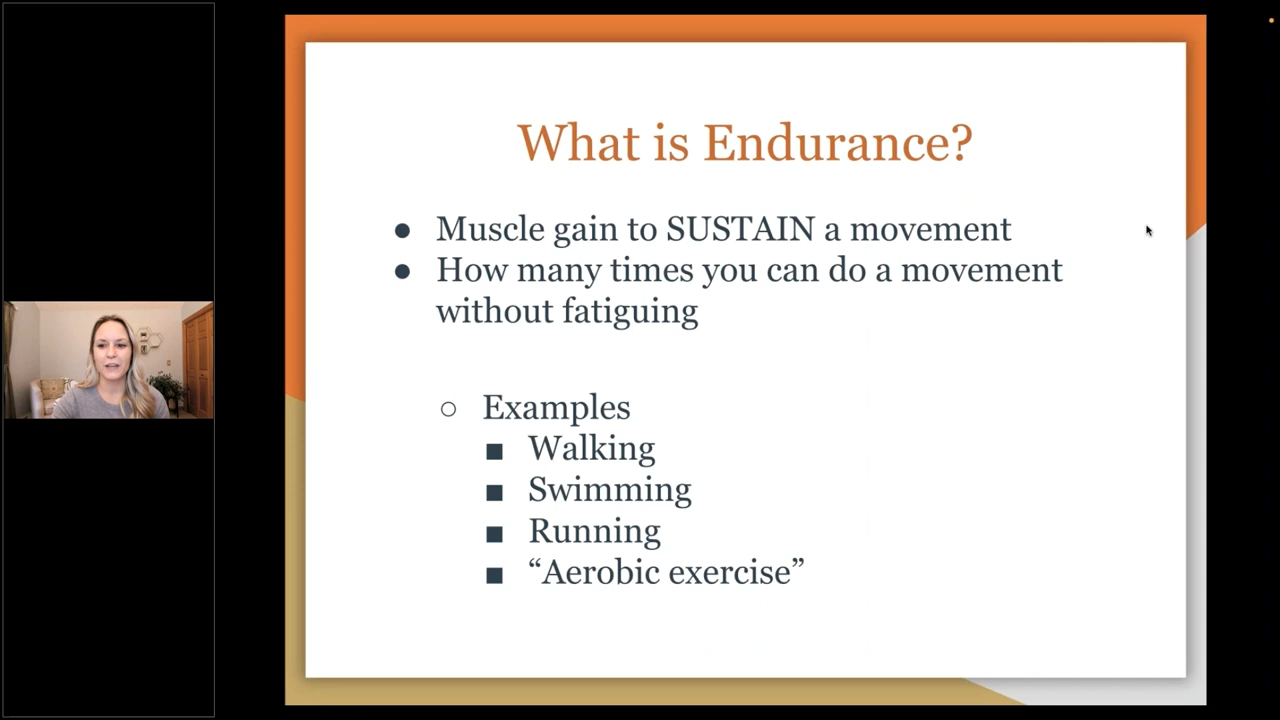 What is Endurance?
● Muscle gain to SUSTAIN a movement
● How many times you can do a movement
without fatiguing
○ Examples
■ Walking
■ Swimming
■ Running
■ “Aerobic exercise”